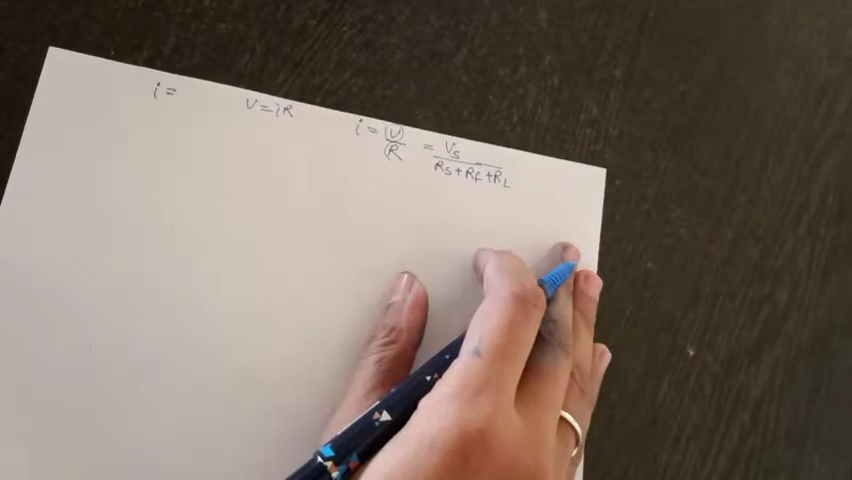 i =    V = iR    i = V/R = Vs/(Rs+Rf+RL)